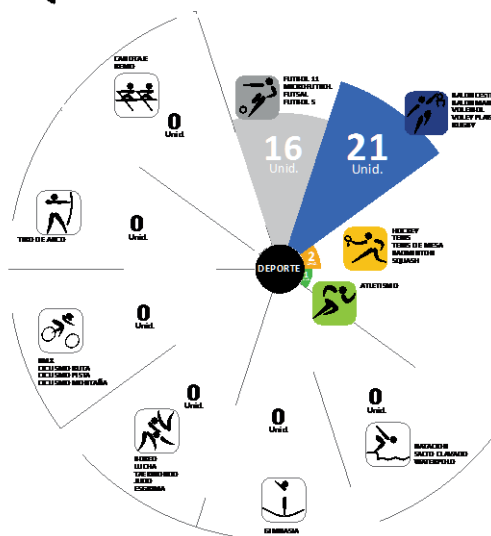 CANOTAJE
REMO
0
Unid.
FUTBOL 11
MICROFUTBOL
FUTSAL
FUTBOL 5
16
Unid.
21
Unid.
BALONCEST
BALONMAN
VOLEIBOL
VOLEY PLAY
RUGBY
TIRO DE ARCO
0
Unid.
DEPORTE
2
HOCKEY
TENIS
TENIS DE MESA
BADMINTON
SQUASH
ATLETISMO
BMX
CICLISMO RUTA
CICLISMO PISTA
CICLISMO MONTAÑA
0
Unid.
0
Unid.
BOXEO
LUCHA
TAEKWONDO
JUDO
ESGRIMA
0
Unid.
GIMNASIA
0
Unid.
NATACION
SALTO CLAVADO
WATERPOLO